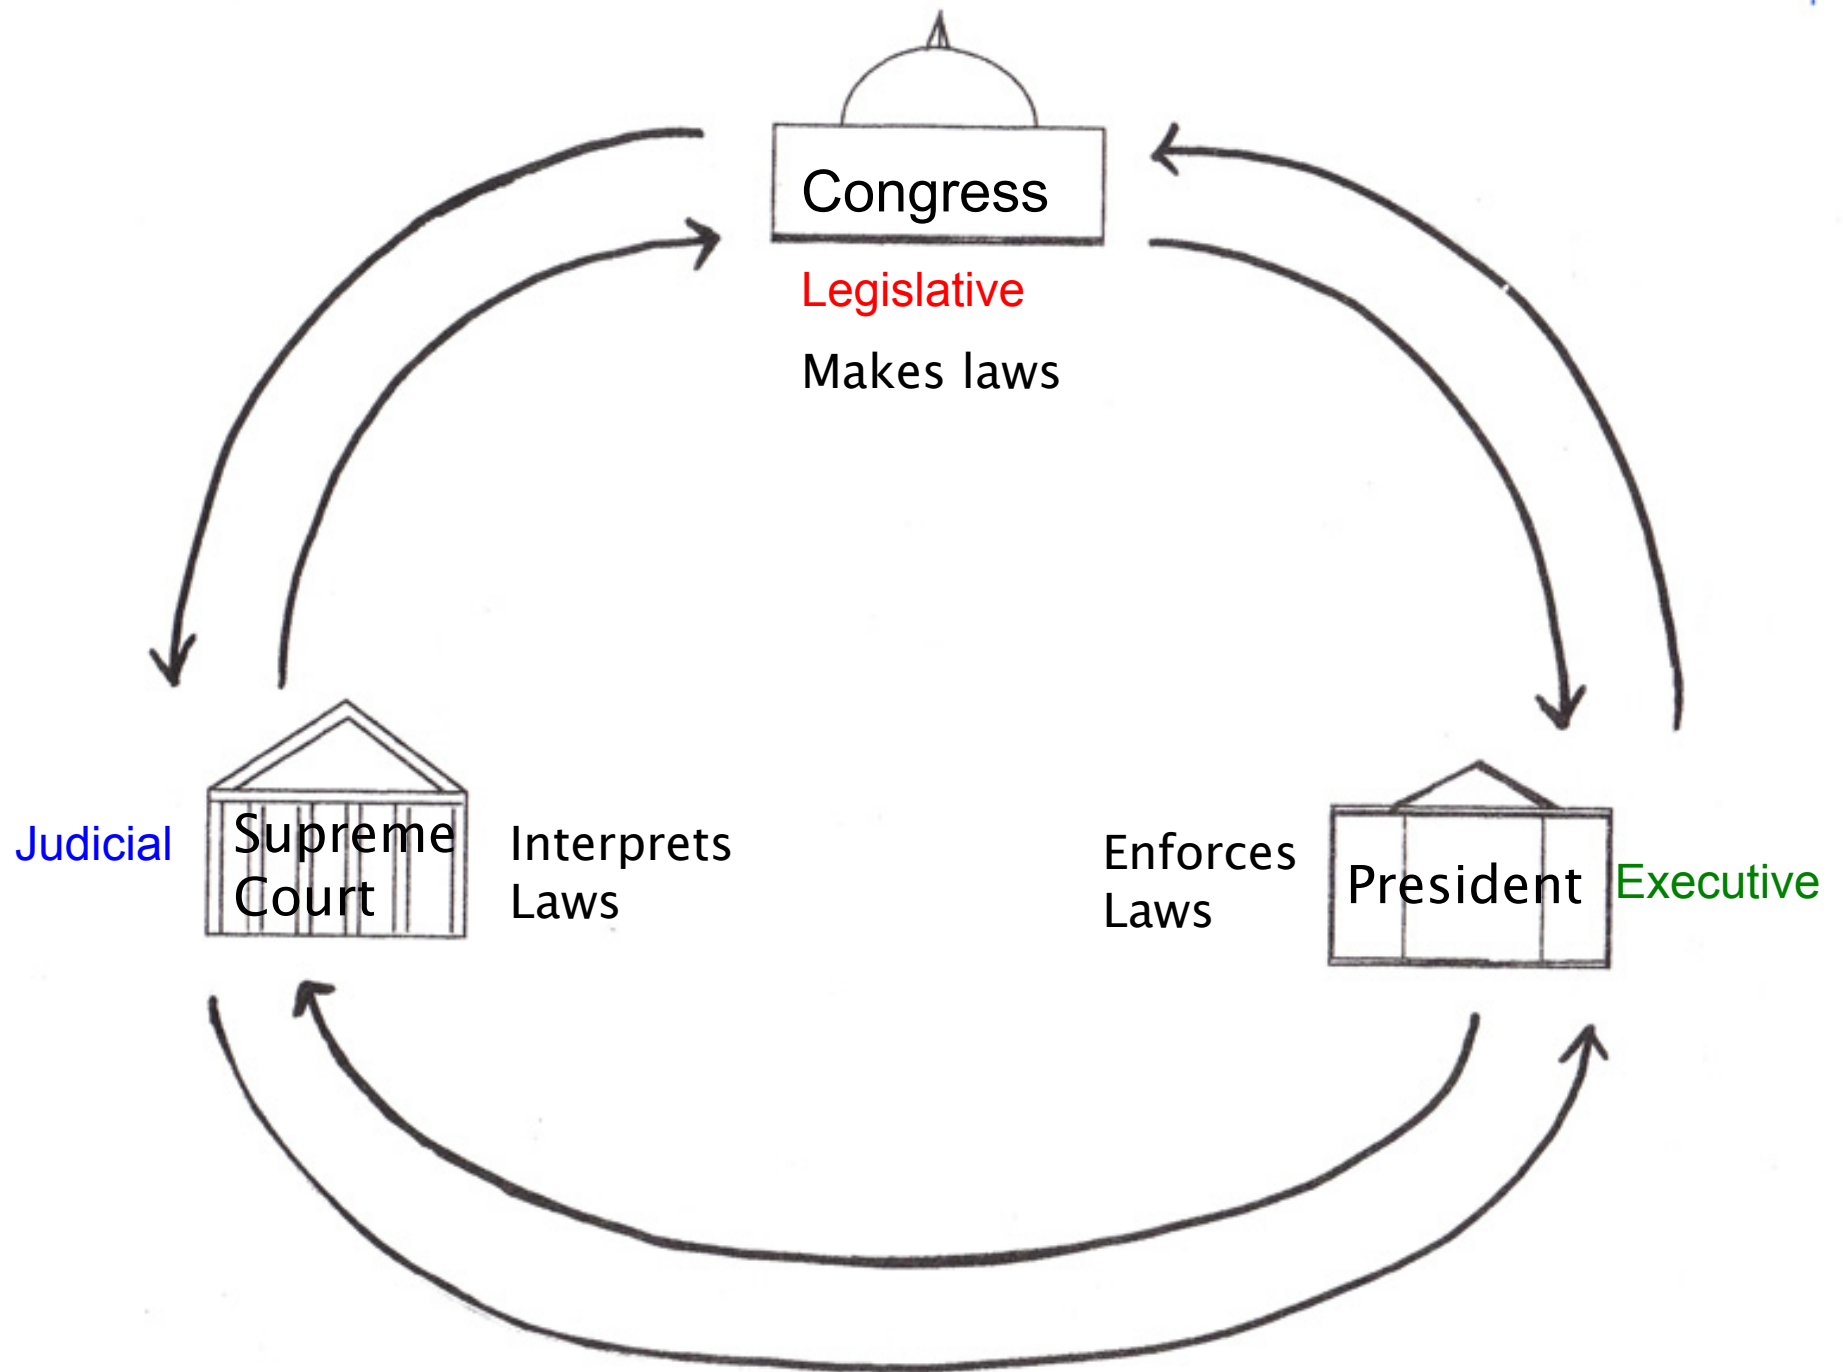 Congress
Legislative
Makes laws
Judicial
Supreme
Court
Interprets
Laws
Enforces
Laws
President
Executive